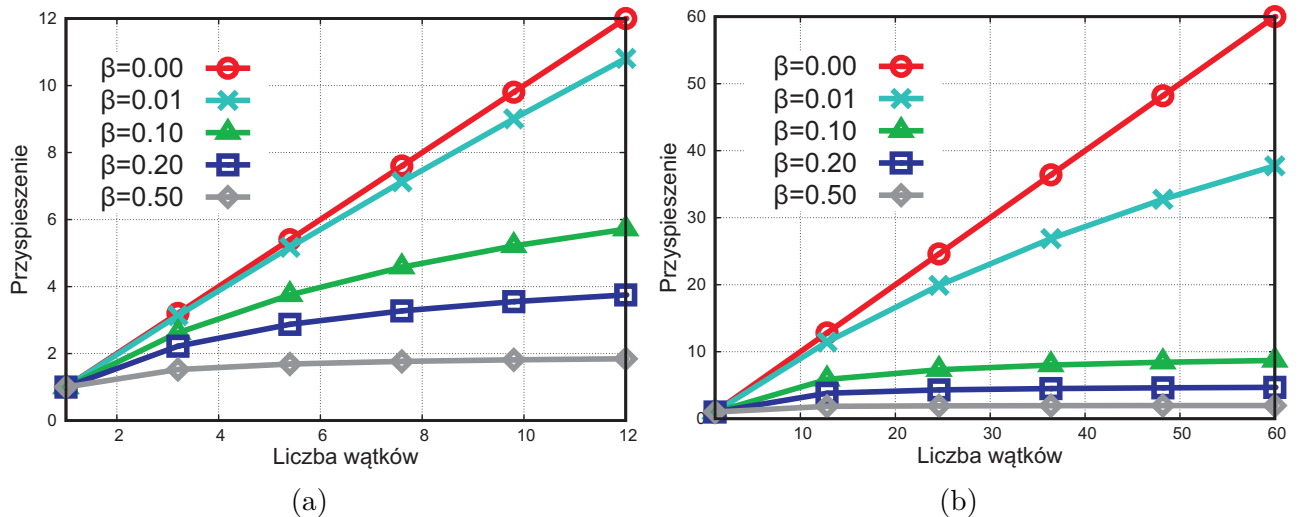 12
10
8
6
4
2
0
Przyspieszenie
β=0.00
β=0.01
β=0.10
β=0.20
β=0.50
2 4 6 8 10 12
Liczba wątków
(a)
60
50
40
30
20
10
0
Przyspieszenie
β=0.00
β=0.01
β=0.10
β=0.20
β=0.50
10 20 30 40 50 60
Liczba wątków
(b)